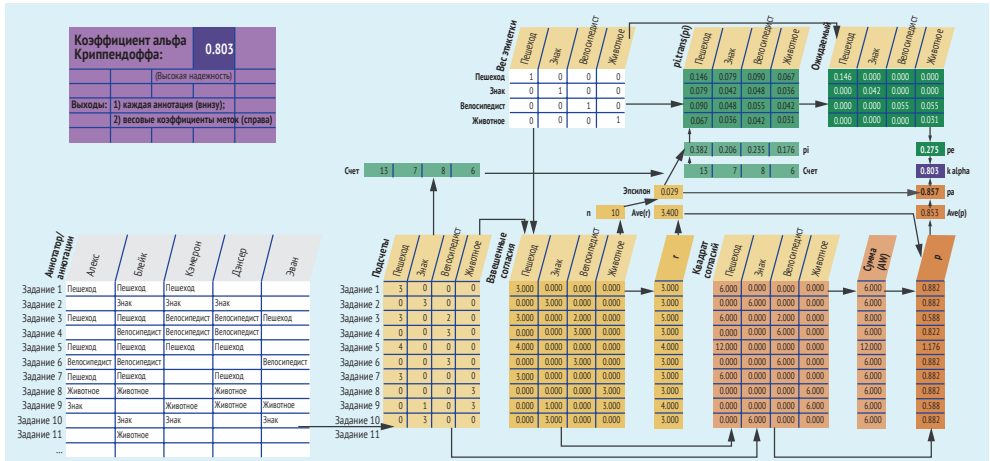 Коэффициент альфа
Криппендоффа:
0.803
(Высокая надежность)
Выходы: 1) каждая аннотация (внизу);
2) весовые коэффициенты меток (справа)
Вес этикетки Пешеход Знак Велосипедист Животное
Пешеход 1 0 0 0
Знак 0 1 0 0
Велосипедист 0 0 1 0
Животное 0 0 0 1
pi.trans(pi) Пешеход Знак Велосипедист Животное
0.146 0.079 0.090 0.067
0.079 0.042 0.048 0.036
0.090 0.048 0.055 0.042
0.067 0.036 0.042 0.031
Ожидаемый Пешеход Знак Велосипедист Животное
0.146 0.000 0.000 0.000
0.000 0.042 0.000 0.000
0.000 0.000 0.055 0.055
0.000 0.000 0.000 0.031
0.382 0.206 0.235 0.176 pi
0.275 pe
Счет 13 7 8 6
13 7 8 6 Счет
0.803 k alpha
Эпсилон 0.029
0.857 pa
n 10
Ave(r) 3.400
0.853 Ave(p)
Аннотатор/
аннотации Алекс Блейк Кэмерон Дэнсер Эван
Задание 1 Пешеход Пешеход Пешеход
Задание 2 Знак Знак Знак
Задание 3 Пешеход Пешеход Велосипедист Велосипедист Пешеход
Задание 4 Велосипедист Велосипедист Велосипедист
Задание 5 Пешеход Пешеход Пешеход Пешеход
Задание 6 Велосипедист Велосипедист Велосипедист
Задание 7 Пешеход Пешеход Пешеход
Задание 8 Животное Животное Животное
Задание 9 Знак Животное Животное Животное
Задание 10 Знак Знак Знак
Задание 11 Животное
...
Подсчеты Пешеход Знак Велосипедист Животное
Задание 1 3 0 0 0
Задание 2 0 3 0 0
Задание 3 3 0 2 0
Задание 4 0 0 3 0
Задание 5 4 0 0 0
Задание 6 0 0 3 0
Задание 7 3 0 0 0
Задание 8 0 0 0 3
Задание 9 0 1 0 3
Задание 10 0 3 0 0
Задание 11
Взвешенные
согласия Пешеход Знак Велосипедист Животное
3.000 0.000 0.000 0.000
0.000 3.000 0.000 0.000
3.000 0.000 2.000 0.000
0.000 0.000 3.000 0.000
4.000 0.000 0.000 0.000
0.000 0.000 3.000 0.000
3.000 0.000 0.000 0.000
0.000 0.000 0.000 3.000
0.000 1.000 0.000 3.000
0.000 3.000 0.000 0.000
r
3.000
3.000
5.000
3.000
4.000
3.000
3.000
3.000
4.000
3.000
Квадрат
согласий Пешеход Знак Велосипедист Животное
6.000 0.000 0.000 0.000
0.000 6.000 0.000 0.000
6.000 0.000 2.000 0.000
0.000 0.000 6.000 0.000
12.000 0.000 0.000 0.000
0.000 0.000 6.000 0.000
6.000 0.000 0.000 0.000
0.000 0.000 0.000 6.000
0.000 0.000 0.000 6.000
0.000 6.000 0.000 0.000
Сумма
(AW)
6.000
6.000
8.000
6.000
12.000
6.000
6.000
6.000
6.000
6.000
p
0.882
0.882
0.588
0.822
1.176
0.882
0.882
0.882
0.588
0.882